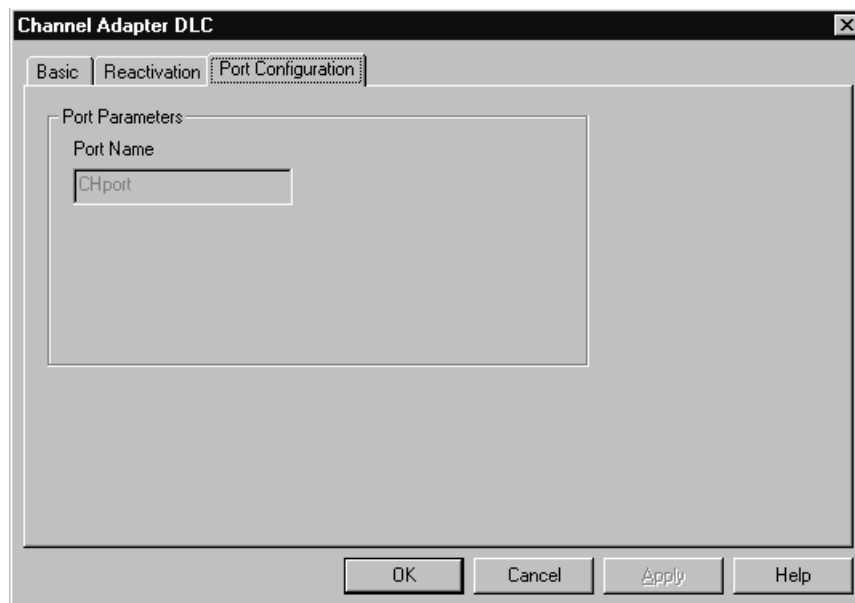 Channel Adapter DLC
Basic Reactivation Port Configuration
Port Parameters
Port Name
CHport
OK Cancel Apply Help